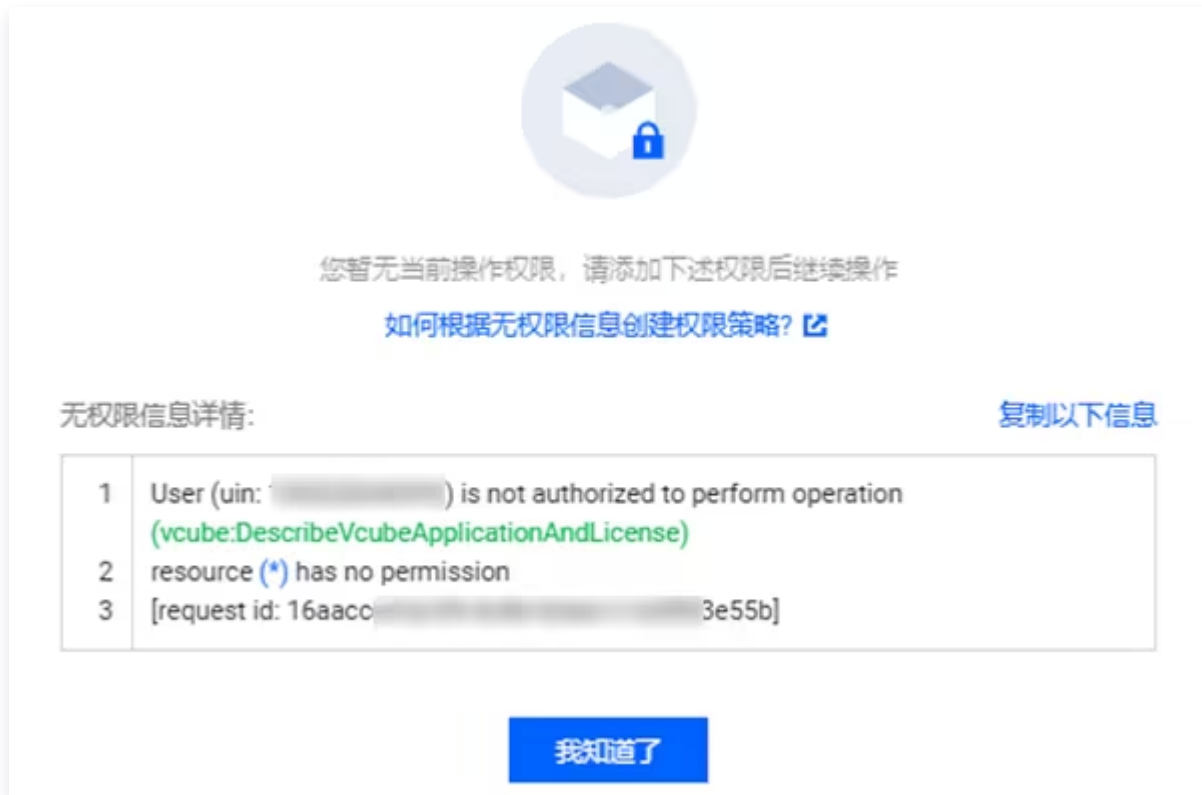 您暂无当前操作权限，请添加下述权限后继续操作
如何根据无权限信息创建权限策略?
无权限信息详情:
复制以下信息
1 User (uin: ) is not authorized to perform operation
(vcube:DescribeVcubeApplicationAndLicense)
2 resource (*) has no permission
3 [request id: 16aacc 3e55b]
我知道了